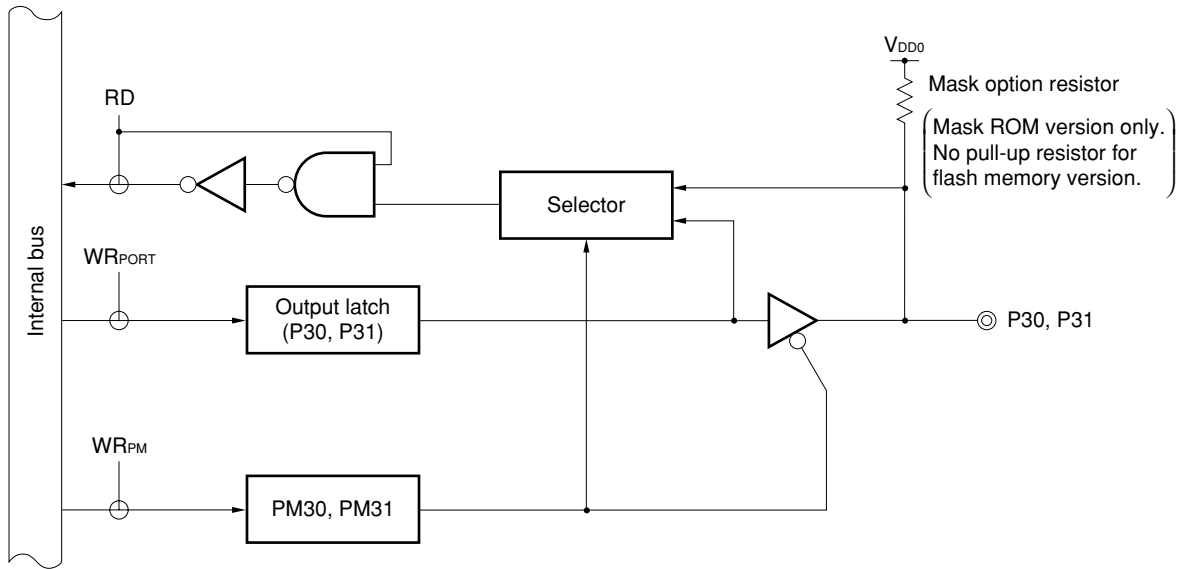 VDD0
Mask option resistor
Mask ROM version only.
No pull-up resistor for
flash memory version.
RD
Selector
Internal bus
WRPORT
Output latch
(P30, P31)
P30, P31
WRPM
PM30, PM31